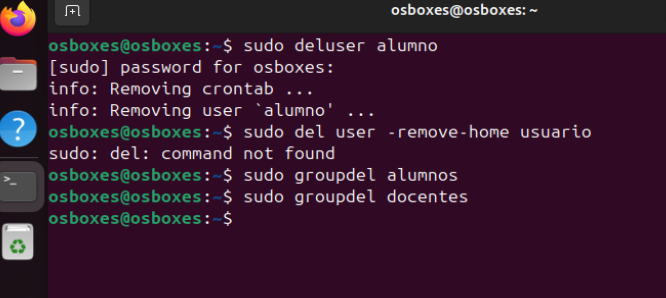 osboxes@osboxes: ~
osboxes@osboxes:~$ sudo deluser alumno
[sudo] password for osboxes:
info: Removing crontab ...
info: Removing user `alumno' ...
osboxes@osboxes:~$ sudo del user -remove-home usuario
sudo: del: command not found
osboxes@osboxes:~$ sudo groupdel alumnos
osboxes@osboxes:~$ sudo groupdel docentes
osboxes@osboxes:~$